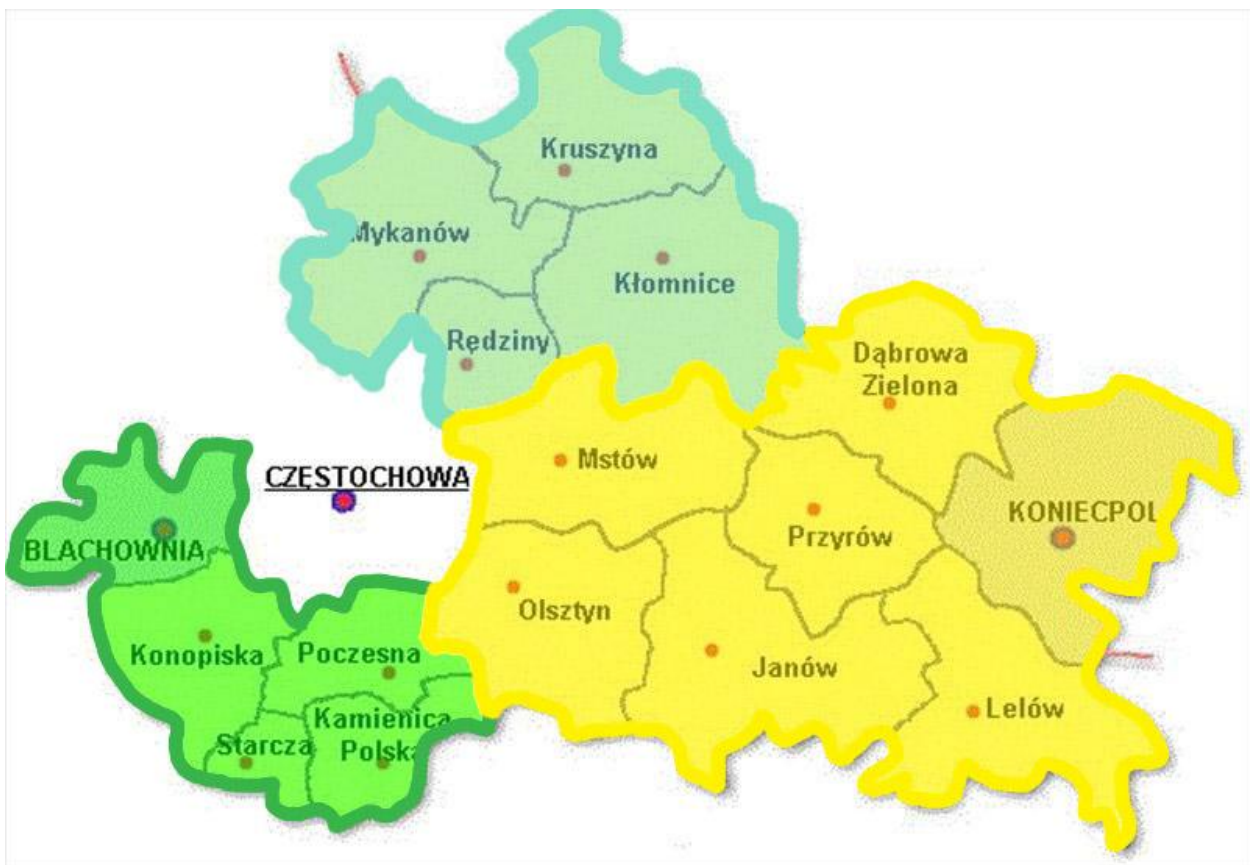 Kruszyna
Mykanów
Kłomnice
Rędziny
Dąbrowa
Zielona
Mstów
CZĘSTOCHOWA
KONIECPOL
Przyrów
BLACHOWNIA
Olsztyn
Konopiska
Poczesna
Janów
Lelów
Kamienica
Polska
Starcza